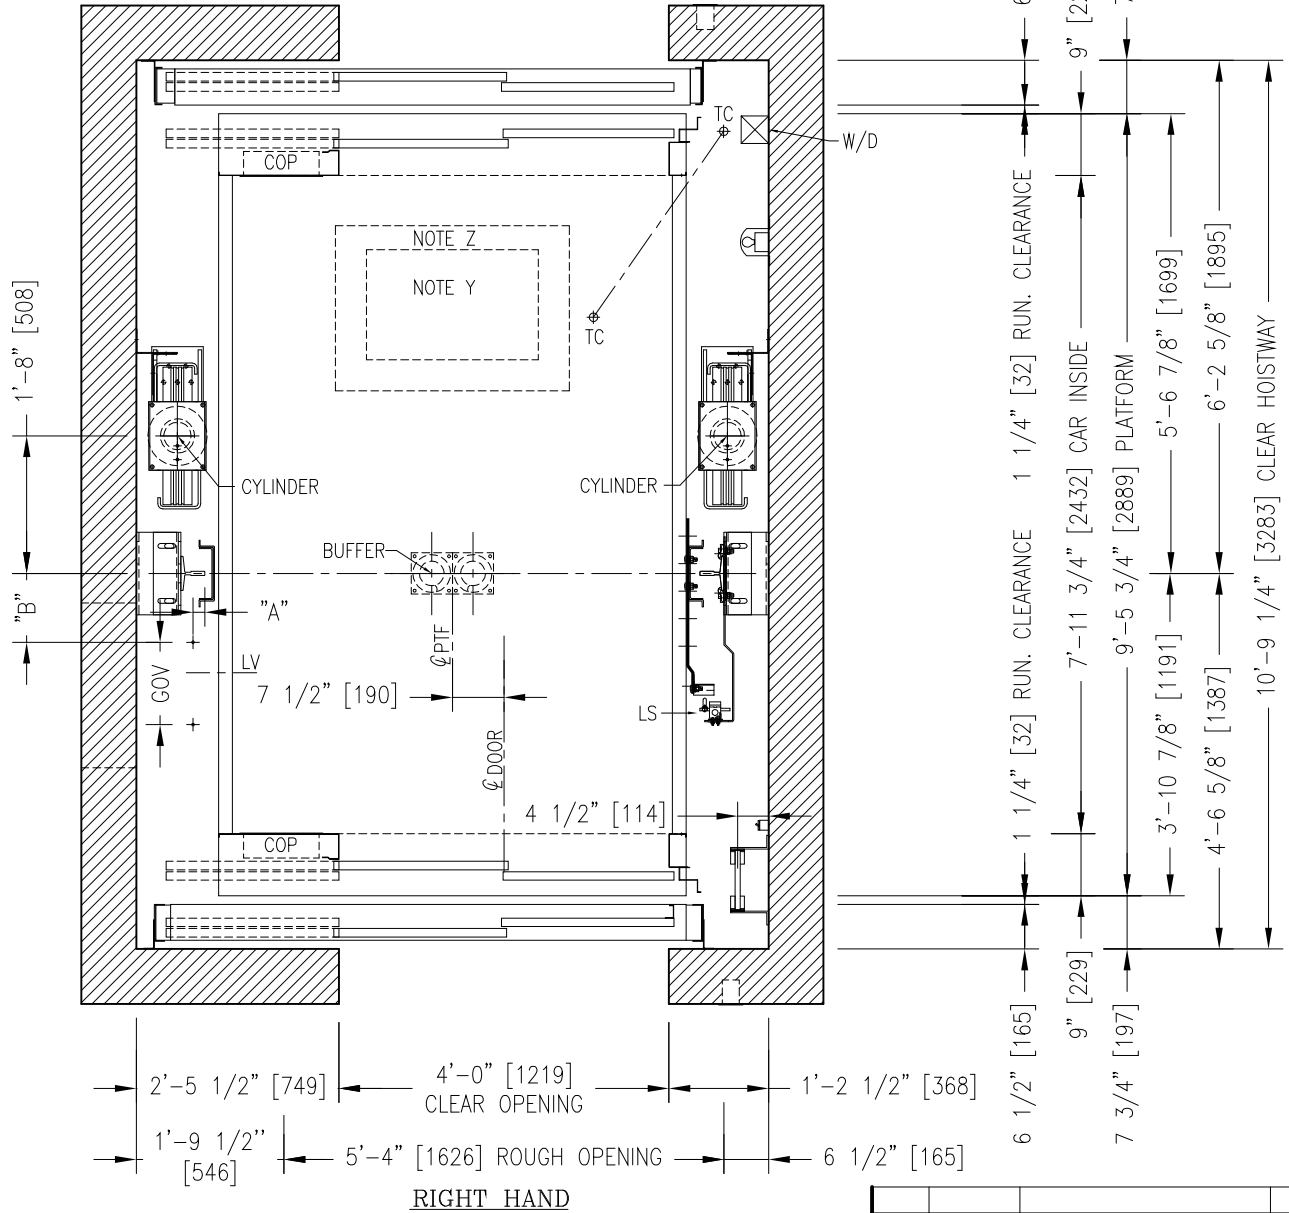 TC
W/D
COP
NOTE Z
NOTE Y
TC
1'-8" [508]
CYLINDER
CYLINDER
BUFFER
"B"
"A"
GOV
LV
℄PTF
7 1/2" [190]
LS
℄DOOR
4 1/2" [114]
COP
9"
1 1/4" [32] RUN. CLEARANCE
1 1/4" [32] RUN. CLEARANCE
7'-11 3/4" [2432] CAR INSIDE
9'-5 3/4" [2889] PLATFORM
5'-6 7/8" [1699]
3'-10 7/8" [1191]
6'-2 5/8" [1895]
4'-6 5/8" [1387]
10'-9 1/4" [3283] CLEAR HOISTWAY
6 1/2" [165]
9" [229]
7 3/4" [197]
2'-5 1/2" [749]
4'-0" [1219]
CLEAR OPENING
1'-2 1/2" [368]
1'-9 1/2''
[546]
5'-4" [1626] ROUGH OPENING
6 1/2" [165]
RIGHT HAND